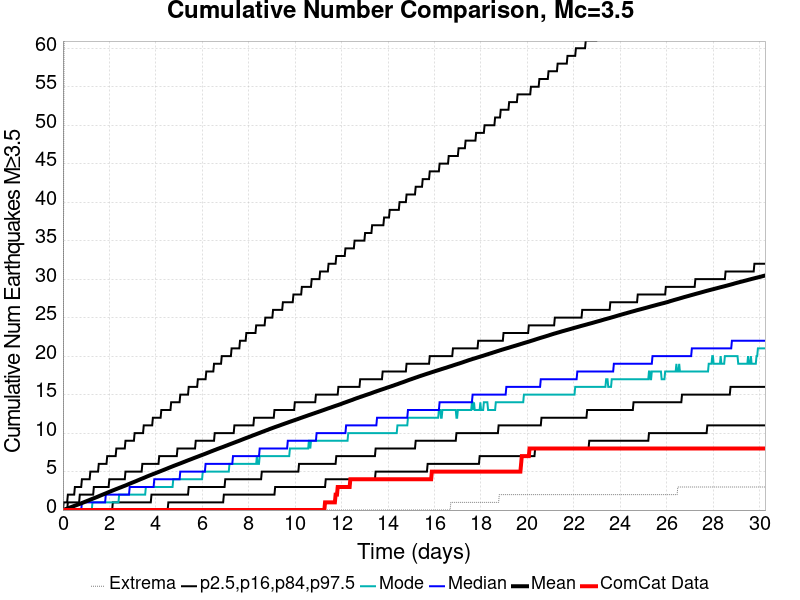 Cumulative Number Comparison, Mc=3.5
Cumulative Num Earthquakes M≥3.5
60
55
50
45
40
35
30
25
20
15
10
5
0
0 2 4 6 8 10 12 14 16 18 20 22 24 26 28 30
Time (days)
Extrema p2.5,p16,p84,p97.5 Mode Median Mean ComCat Data